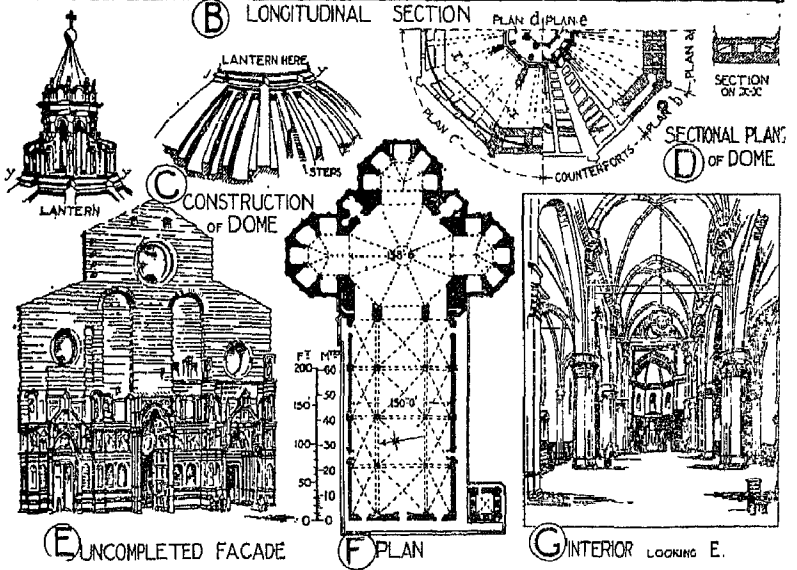 B LONGITUDINAL SECTION
LANTERN HERE
y y
STEPS
y y
LANTERN
C CONSTRUCTION
OF DOME
PLAN d PLAN e
PLAN a
PLAN b
PLAN C
COUNTERFORTS
SECTION
ON X-X
SECTIONAL PLANS
D OF DOME
138'6
150'0"
FT MTRS
200 60
50
150
40
100 30
20
50
10
0 0
E UNCOMPLETED FACADE
F PLAN
G INTERIOR LOOKING E.